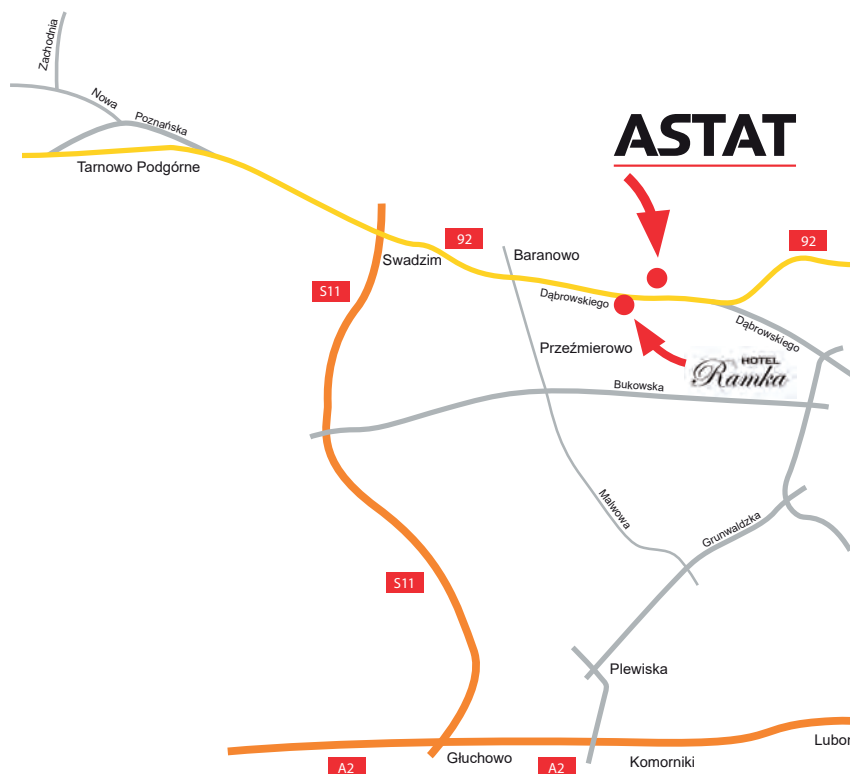 Zachodnia
Nowa
Poznańska
ASTAT
Tarnowo Podgórne
92
92
Swadzim
Baranowo
S11
Dąbrowskiego
Dąbrowskiego
Przeźmierowo
HOTEL
Ramka
Bukowska
Malwowa
Grunwaldzka
S11
Plewiska
Głuchowo
Komorniki
Lubor
A2
A2